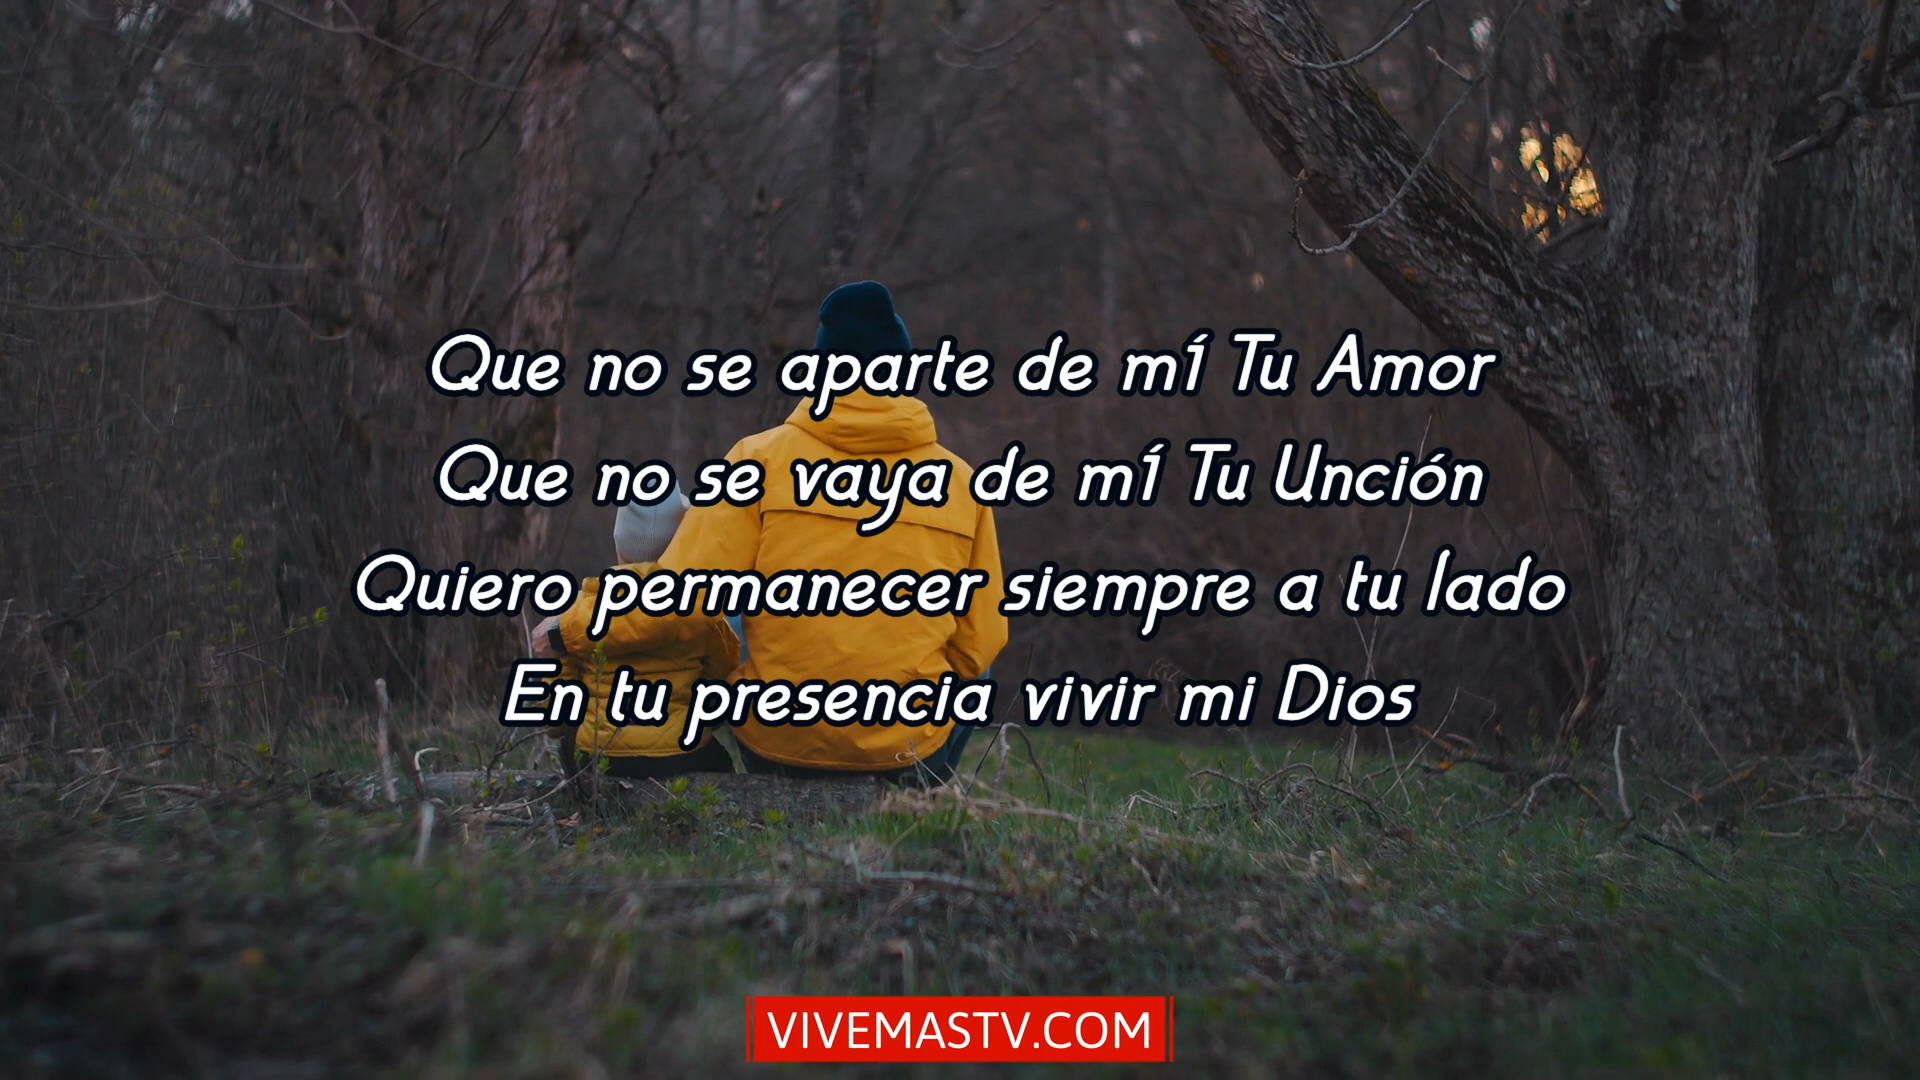 Que no se aparte de mí Tu Amor
Que no se vaya de mí Tu Unción
Quiero permanecer siempre a tu lado
En tu presencia vivir mi Dios
VIVEMASTV.COM